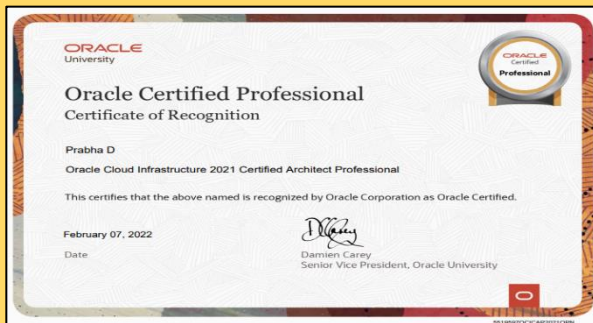 ORACLE
University
ORACLE
Certified
Professional
Oracle Certified Professional
Certificate of Recognition
Prabha D
Oracle Cloud Infrastructure 2021 Certified Architect Professional
This certifies that the above named is recognized by Oracle Corporation as Oracle Certified.
February 07, 2022
Date
Damien Carey
Senior Vice President, Oracle University